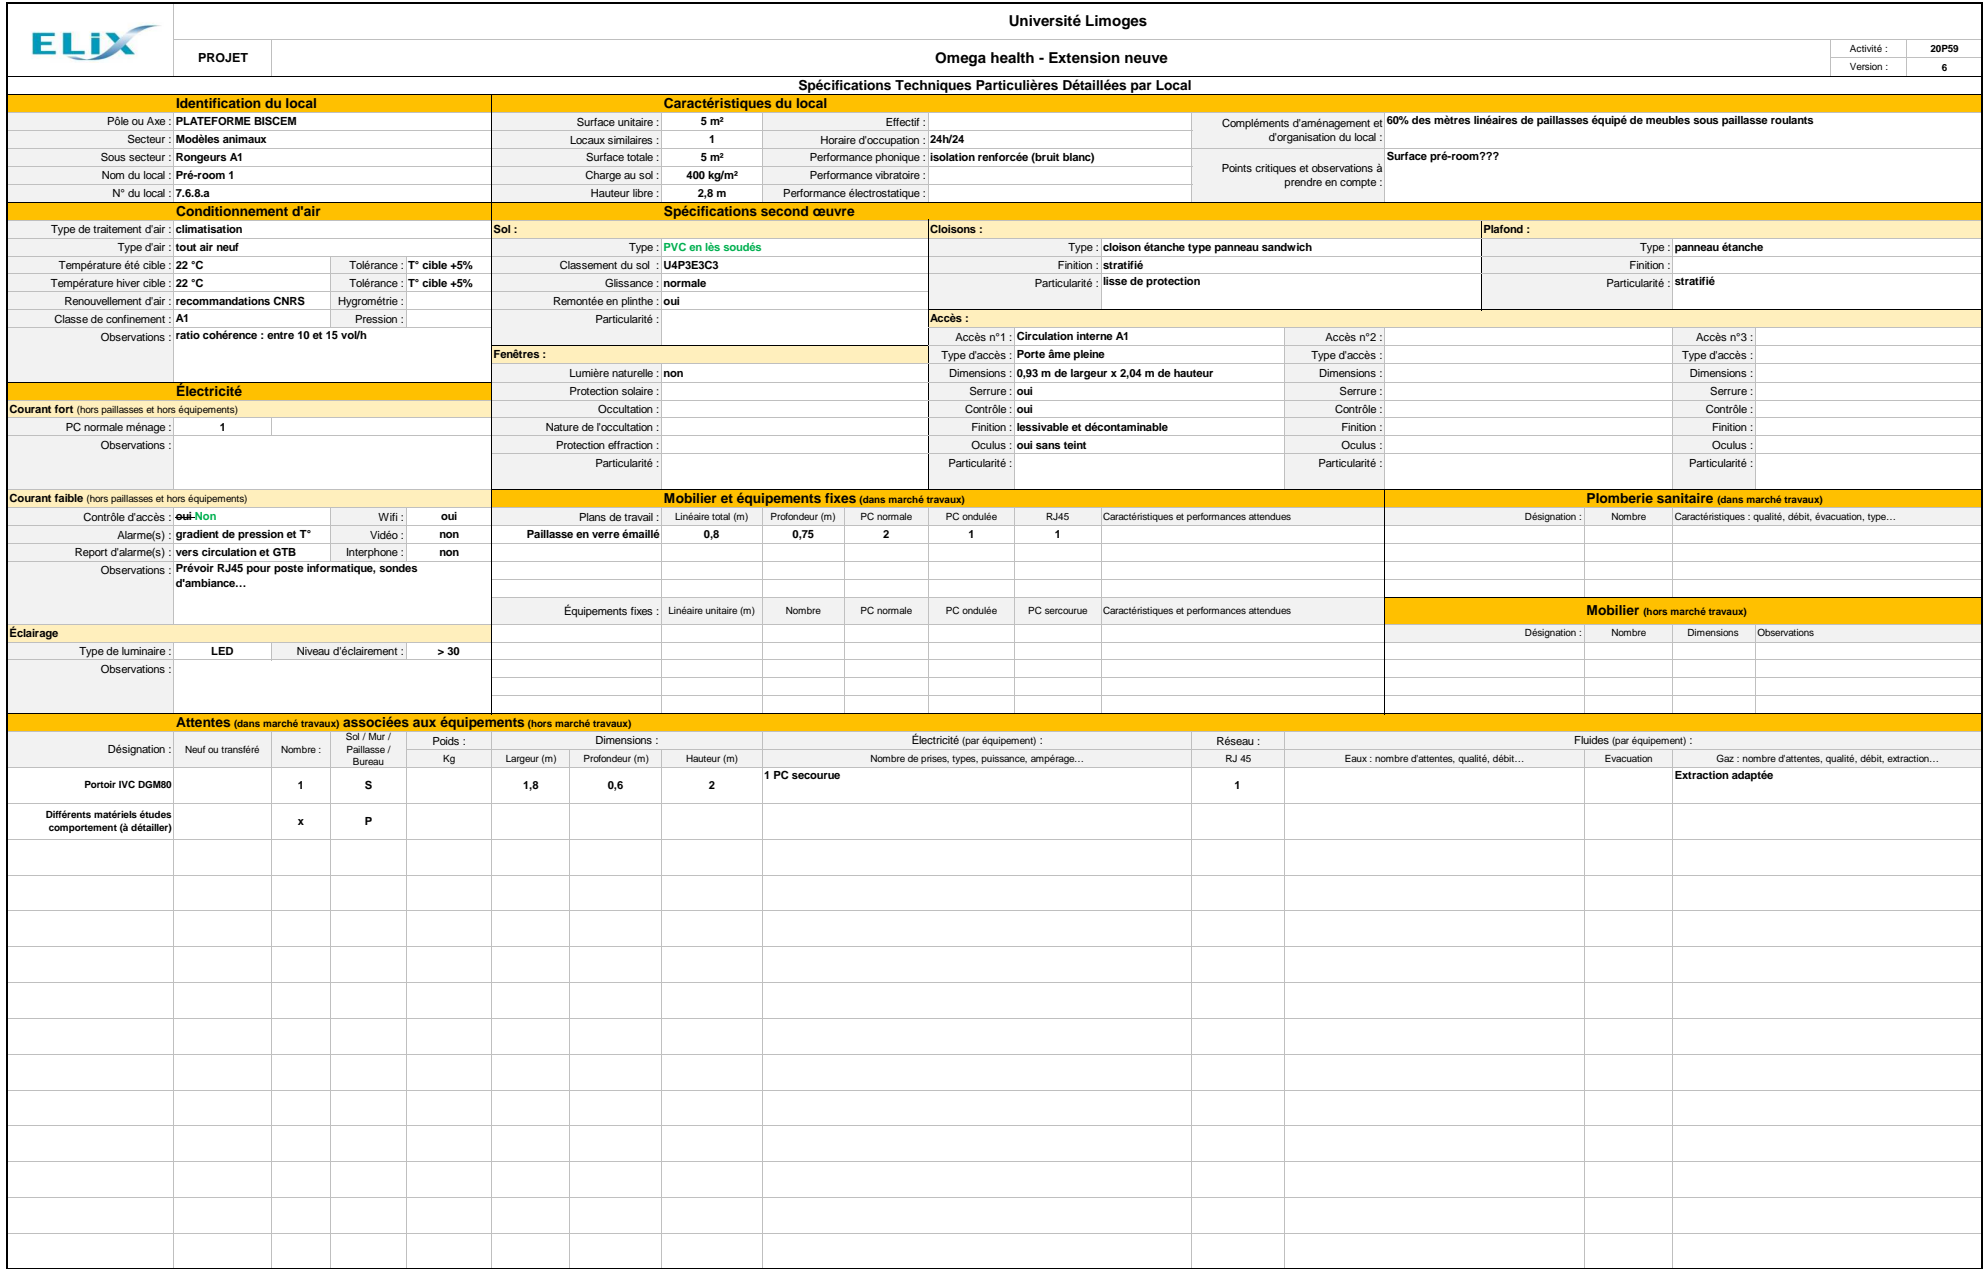 ELiX
Université Limoges
PROJET
Omega health - Extension neuve
Activité : 20P59
Version : 6
Spécifications Techniques Particulières Détaillées par Local
Identification du local
Caractéristiques du local
Pôle ou Axe : PLATEFORME BISCEM
Secteur : Modèles animaux
Sous secteur : Rongeurs A1
Nom du local : Pré-room 1
N° du local : 7.6.8.a
Surface unitaire : 5 m²
Locaux similaires : 1
Surface totale : 5 m²
Charge au sol : 400 kg/m²
Hauteur libre : 2,8 m
Effectif :
Horaire d'occupation : 24h/24
Performance phonique : isolation renforcée (bruit blanc)
Performance vibratoire :
Performance électrostatique :
Compléments d'aménagement et
d'organisation du local :
60% des mètres linéaires de paillasses équipé de meubles sous paillasse roulants
Points critiques et observations à
prendre en compte :
Surface pré-room???
Conditionnement d'air
Type de traitement d'air : climatisation
Type d'air : tout air neuf
Température été cible : 22 °C Tolérance : T° cible +5%
Température hiver cible : 22 °C Tolérance : T° cible +5%
Renouvellement d'air : recommandations CNRS Hygrométrie :
Classe de confinement : A1 Pression :
Observations : ratio cohérence : entre 10 et 15 vol/h
Spécifications second œuvre
Sol :
Type : PVC en lès soudés
Classement du sol : U4P3E3C3
Glissance : normale
Remontée en plinthe : oui
Particularité :
Cloisons :
Type : cloison étanche type panneau sandwich
Finition : stratifié
Particularité : lisse de protection
Plafond :
Type : panneau étanche
Finition :
Particularité : stratifié
Fenêtres :
Lumière naturelle : non
Protection solaire :
Occultation :
Nature de l'occultation :
Protection effraction :
Particularité :
Accès :
Accès n°1 : Circulation interne A1
Type d'accès : Porte âme pleine
Dimensions : 0,93 m de largeur x 2,04 m de hauteur
Serrure : oui
Contrôle : oui
Finition : lessivable et décontaminable
Oculus : oui sans teint
Particularité :
Accès n°2 :
Type d'accès :
Dimensions :
Serrure :
Contrôle :
Finition :
Oculus :
Particularité :
Accès n°3 :
Type d'accès :
Dimensions :
Serrure :
Contrôle :
Finition :
Oculus :
Particularité :
Électricité
Courant fort (hors paillasses et hors équipements)
PC normale ménage : 1
Observations :
Courant faible (hors paillasses et hors équipements)
Contrôle d'accès : oui Non Wifi : oui
Alarme(s) : gradient de pression et T° Vidéo : non
Report d'alarme(s) : vers circulation et GTB Interphone : non
Observations : Prévoir RJ45 pour poste informatique, sondes
d'ambiance…
Éclairage
Type de luminaire : LED Niveau d'éclairement : > 30
Observations :
Mobilier et équipements fixes (dans marché travaux)
Plans de travail : Linéaire total (m) Profondeur (m) PC normale PC ondulée RJ45 Caractéristiques et performances attendues
Paillasse en verre émaillé 0,8 0,75 2 1 1
Équipements fixes : Linéaire unitaire (m) Nombre PC normale PC ondulée PC sercourue Caractéristiques et performances attendues
Plomberie sanitaire (dans marché travaux)
Désignation : Nombre Caractéristiques : qualité, débit, évacuation, type…
Mobilier (hors marché travaux)
Désignation : Nombre Dimensions Observations
Attentes (dans marché travaux) associées aux équipements (hors marché travaux)
Désignation : Neuf ou transféré Nombre :
Sol / Mur /
Paillasse /
Bureau
Poids :
Kg
Dimensions :
Largeur (m) Profondeur (m) Hauteur (m)
Électricité (par équipement) :
Nombre de prises, types, puissance, ampérage…
Réseau :
RJ 45
Fluides (par équipement) :
Eaux : nombre d'attentes, qualité, débit… Evacuation Gaz : nombre d'attentes, qualité, débit, extraction…
Portoir IVC DGM80 1 S 1,8 0,6 2 1 PC secourue 1 Extraction adaptée
Différents matériels études
comportement (à détailler) x P